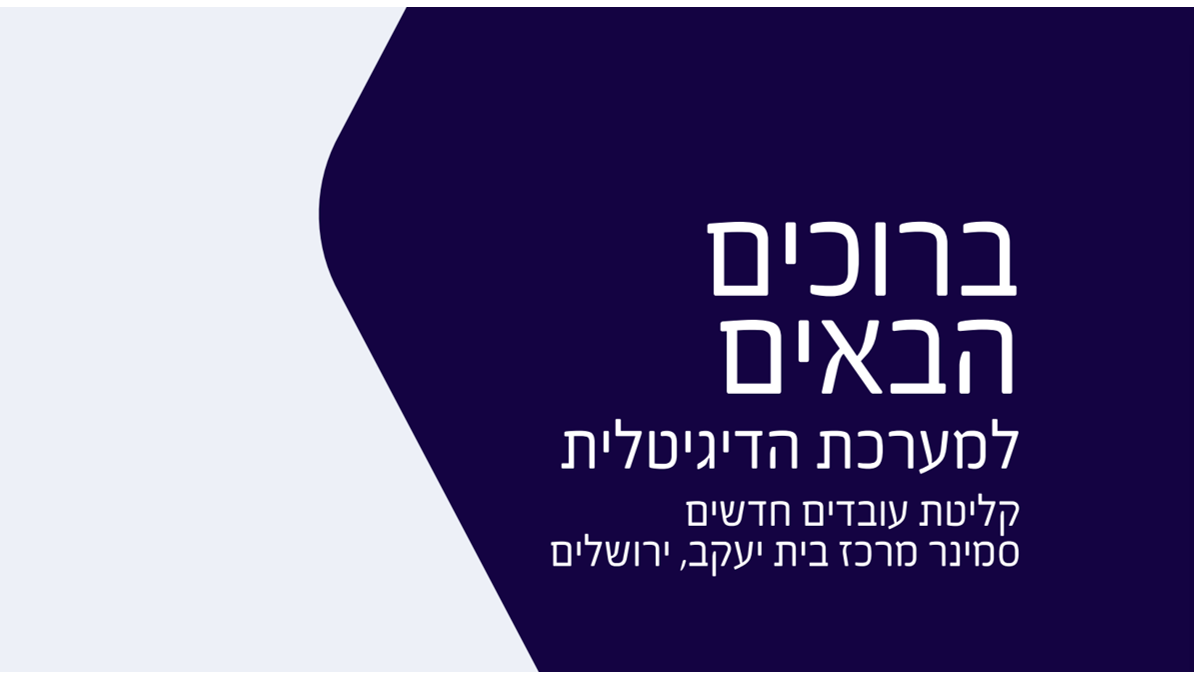 ברוכים
הבאים
למערכת הדיגיטלית
קליטת עובדים חדשים
סמינר מרכז בית יעקב, ירושלים